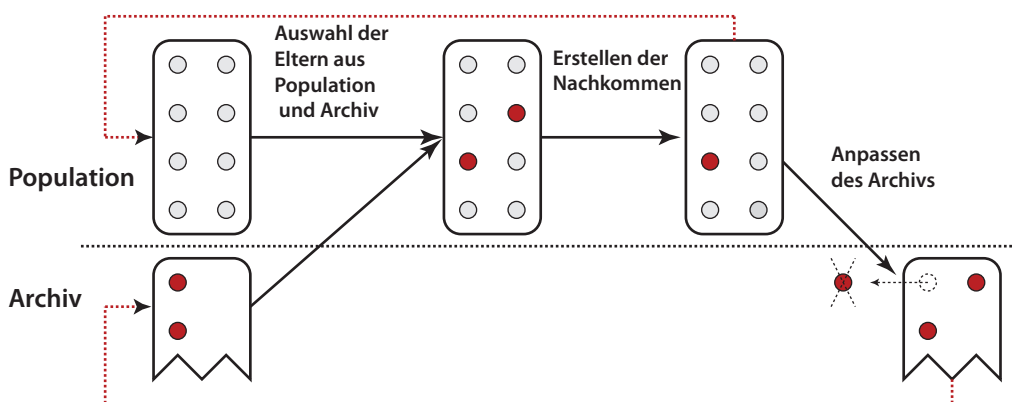 Auswahl der
Eltern aus
Population
und Archiv
Erstellen der
Nachkommen
Anpassen
des Archivs
Population
Archiv